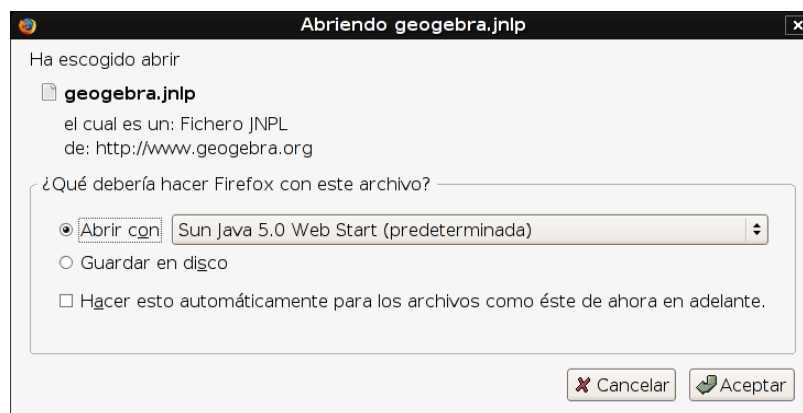 Abriendo geogebra.jnlp
Ha escogido abrir
geogebra.jnlp
el cual es un: Fichero JNPL
de: http://www.geogebra.org
¿Qué debería hacer Firefox con este archivo?
Abrir con Sun Java 5.0 Web Start (predeterminada)
Guardar en disco
Hacer esto automáticamente para los archivos como éste de ahora en adelante.
Cancelar Aceptar